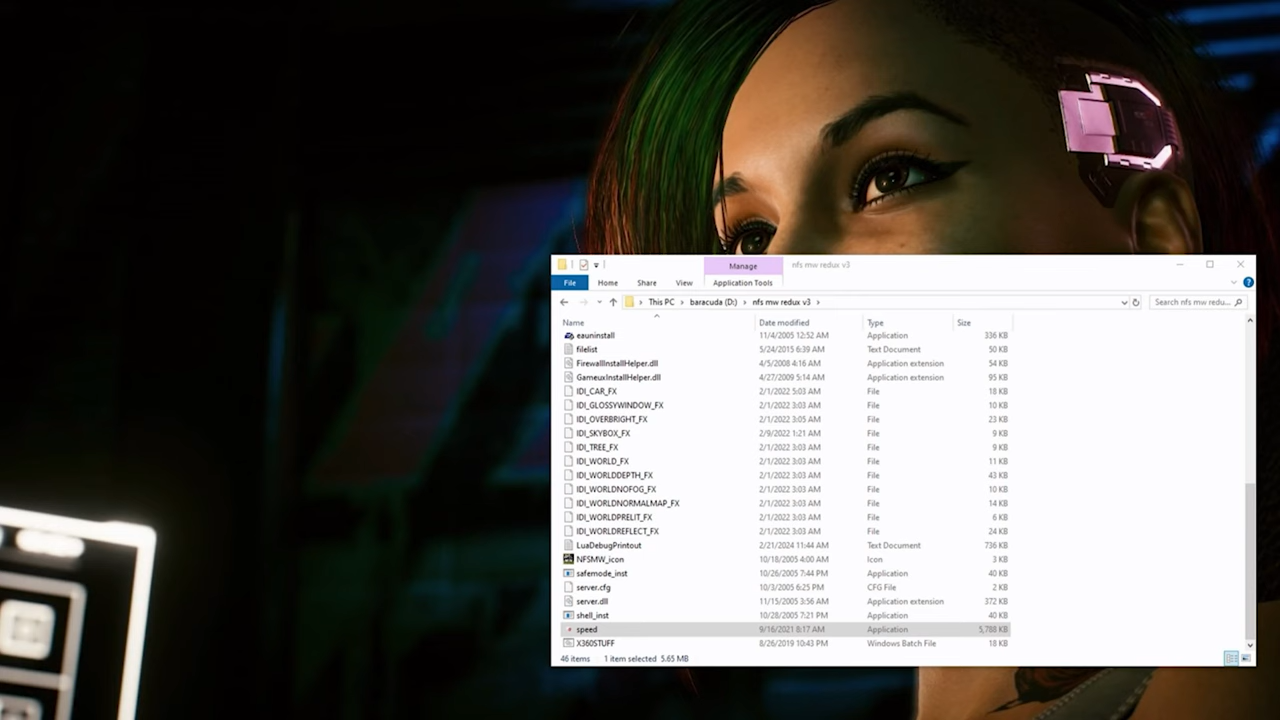 Manage nfs mw redux v3
File Home Share View Application Tools
This PC baracuda (D:) nfs mw redux v3 Search nfs mw redu...
Name Date modified Type Size
eauninstall 11/4/2005 12:52 AM Application 336 KB
filelist 5/24/2015 6:39 AM Text Document 50 KB
FirewallInstallHelper.dll 4/5/2008 4:16 AM Application extension 54 KB
GameuxInstallHelper.dll 4/27/2009 5:14 AM Application extension 95 KB
IDI_CAR_FX 2/1/2022 5:03 AM File 18 KB
IDI_GLOSSYWINDOW_FX 2/1/2022 3:03 AM File 10 KB
IDI_OVERBRIGHT_FX 2/1/2022 3:05 AM File 23 KB
IDI_SKYBOX_FX 2/9/2022 1:21 AM File 9 KB
IDI_TREE_FX 2/1/2022 3:03 AM File 9 KB
IDI_WORLD_FX 2/1/2022 3:03 AM File 11 KB
IDI_WORLDDEPTH_FX 2/1/2022 3:03 AM File 43 KB
IDI_WORLDNOFOG_FX 2/1/2022 3:03 AM File 10 KB
IDI_WORLDNORMALMAP_FX 2/1/2022 3:03 AM File 14 KB
IDI_WORLDPRELIT_FX 2/1/2022 3:03 AM File 6 KB
IDI_WORLDREFLECT_FX 2/1/2022 3:03 AM File 24 KB
LuaDebugPrintout 2/21/2024 11:44 AM Text Document 736 KB
NFSMW_icon 10/18/2005 4:00 AM Icon 3 KB
safemode_inst 10/26/2005 7:44 PM Application 40 KB
server.cfg 10/3/2005 6:25 PM CFG File 2 KB
server.dll 11/15/2005 3:56 AM Application extension 372 KB
shell_inst 10/28/2005 7:21 PM Application 40 KB
speed 9/16/2021 8:17 AM Application 5,788 KB
X360STUFF 8/26/2019 10:43 PM Windows Batch File 18 KB
46 items 1 item selected 5.65 MB